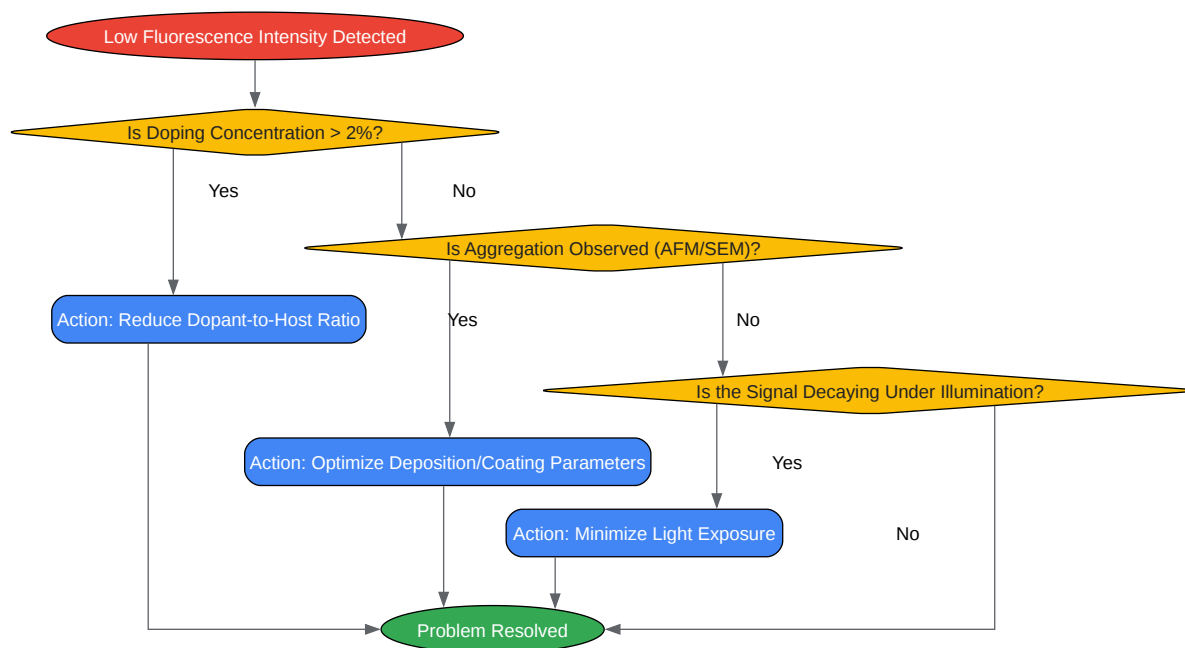 Low Fluorescence Intensity Detected
Is Doping Concentration > 2%?
Yes
No
Is Aggregation Observed (AFM/SEM)?
Action: Reduce Dopant-to-Host Ratio
Yes
No
Is the Signal Decaying Under Illumination?
Action: Optimize Deposition/Coating Parameters
Yes
Action: Minimize Light Exposure
No
Problem Resolved